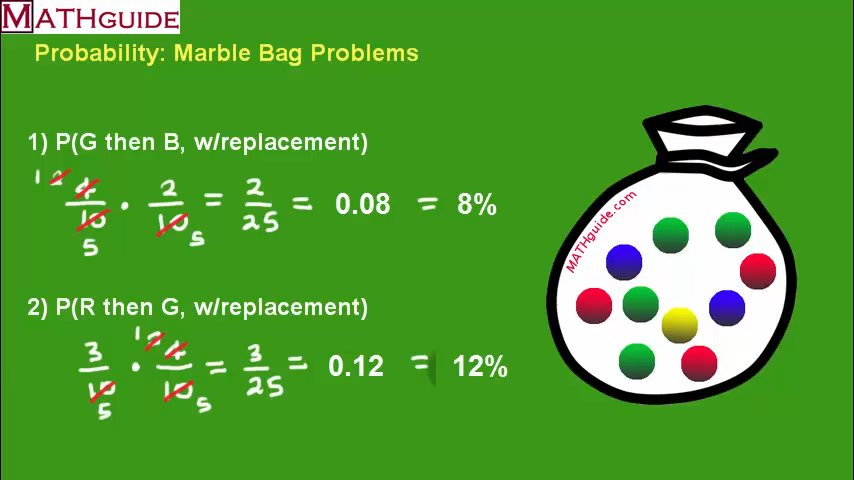 MATHGUIDE
Probability: Marble Bag Problems
1) P(G then B, w/replacement)
1 2 4/10 5 · 2/10 5 = 2/25 = 0.08 = 8%
MATHguide.com
2) P(R then G, w/replacement)
3/10 5 · 1 2 4/10 5 = 3/25 = 0.12 = 12%